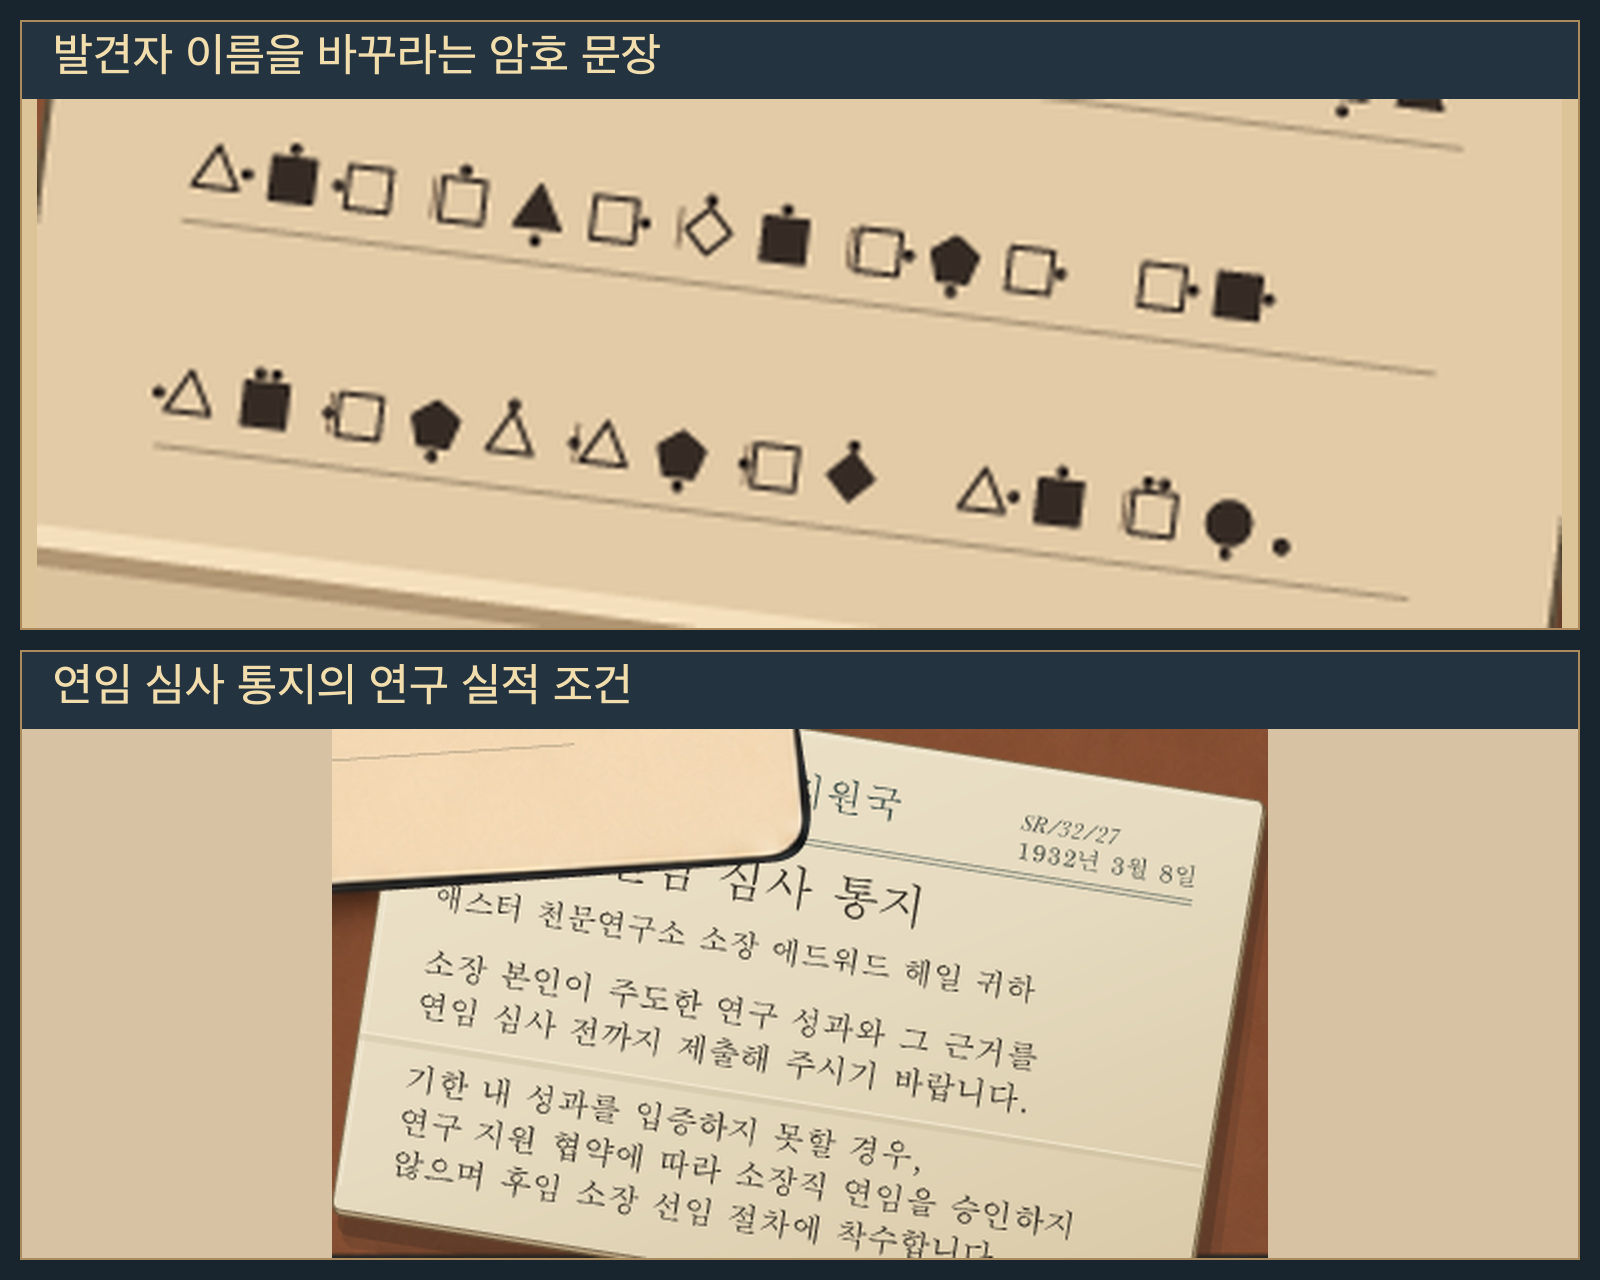 발견자 이름을 바꾸라는 암호 문장
연임 심사 통지의 연구 실적 조건
지원국
SR/32/27
1932년 3월 8일
연임 심사 통지
애스터 천문연구소 소장 에드워드 헤일 귀하
소장 본인이 주도한 연구 성과와 그 근거를
연임 심사 전까지 제출해 주시기 바랍니다.
기한 내 성과를 입증하지 못할 경우,
연구 지원 협약에 따라 소장직 연임을 승인하지
않으며 후임 소장 선임 절차에 착수합니다